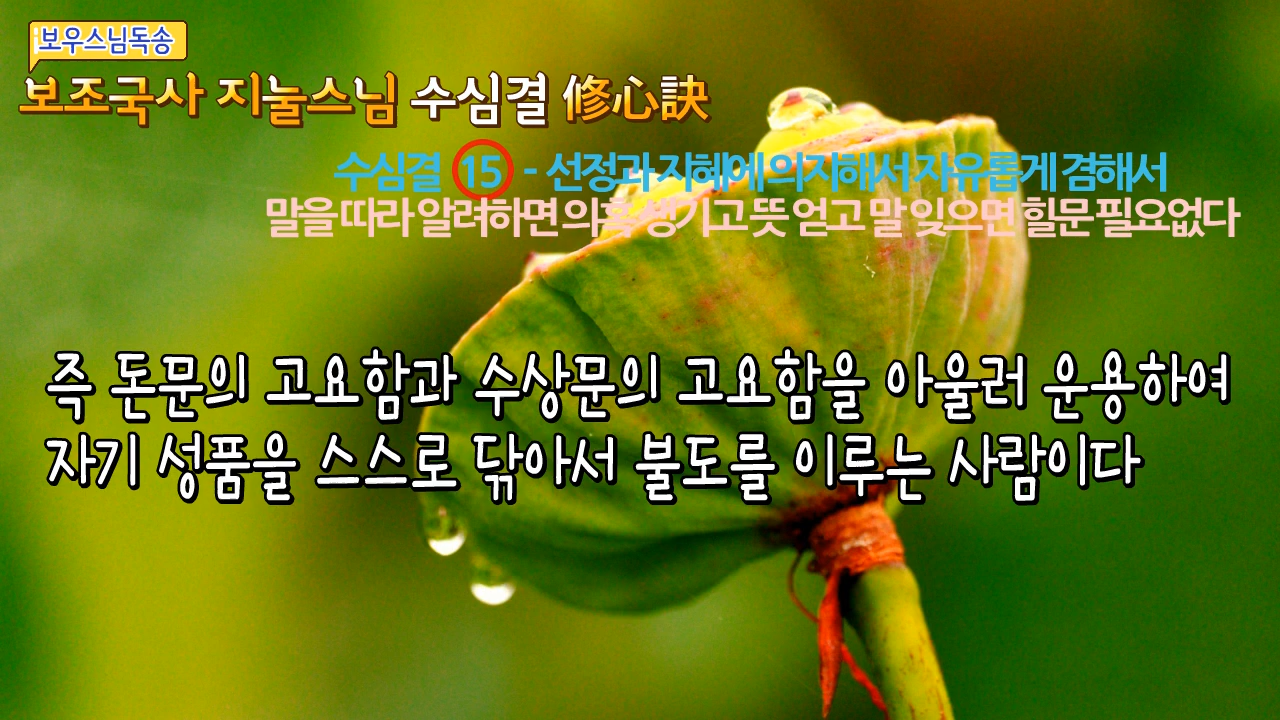 보우스님독송
보조국사 지눌스님 수심결 修心訣
수심결 15 - 선정과 지혜에 의지해서 자유롭게 겸해서
말을 따라 알려하면 의혹 생기고 뜻 얻고 말 잊으면 힐문 필요없다
즉 돈문의 고요함과 수상문의 고요함을 아울러 운용하여
자기 성품을 스스로 닦아서 불도를 이루는 사람이다